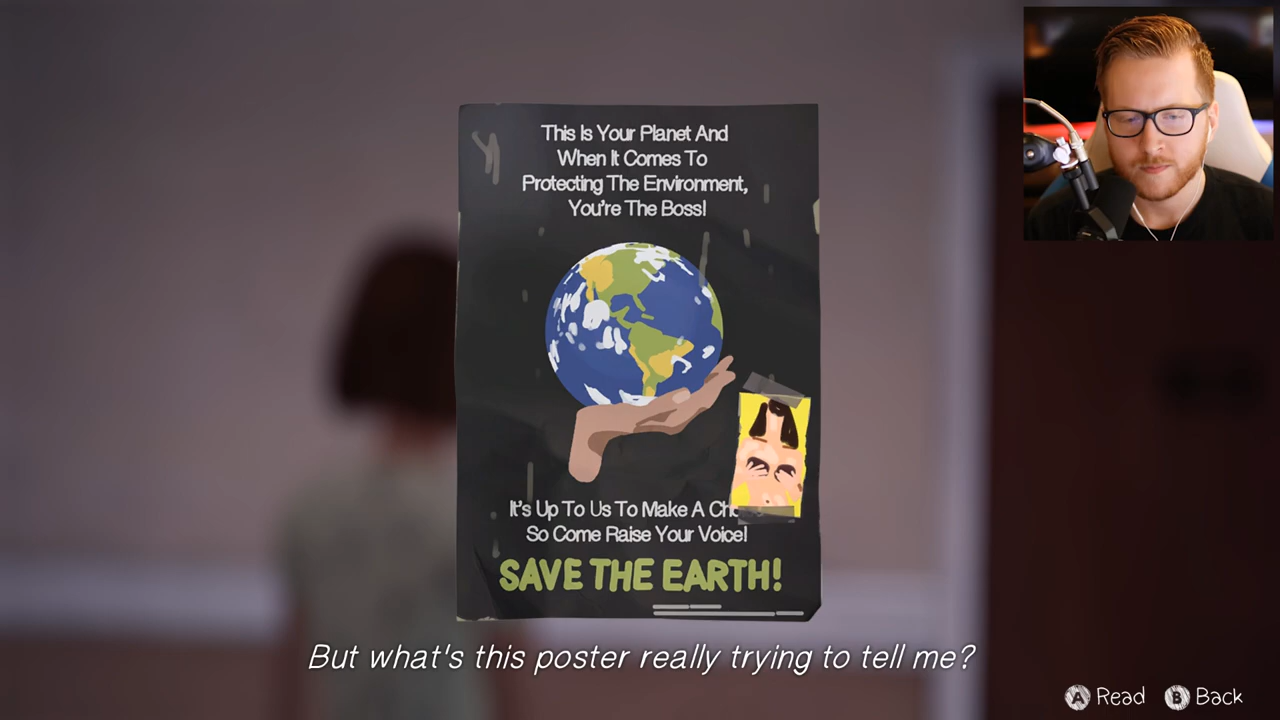 This Is Your Planet And
When It Comes To
Protecting The Environment,
You're The Boss!
It's Up To Us To Make A
So Come Raise Your Voice!
SAVE THE EARTH!
But what's this poster really trying to tell me?
A Read B Back